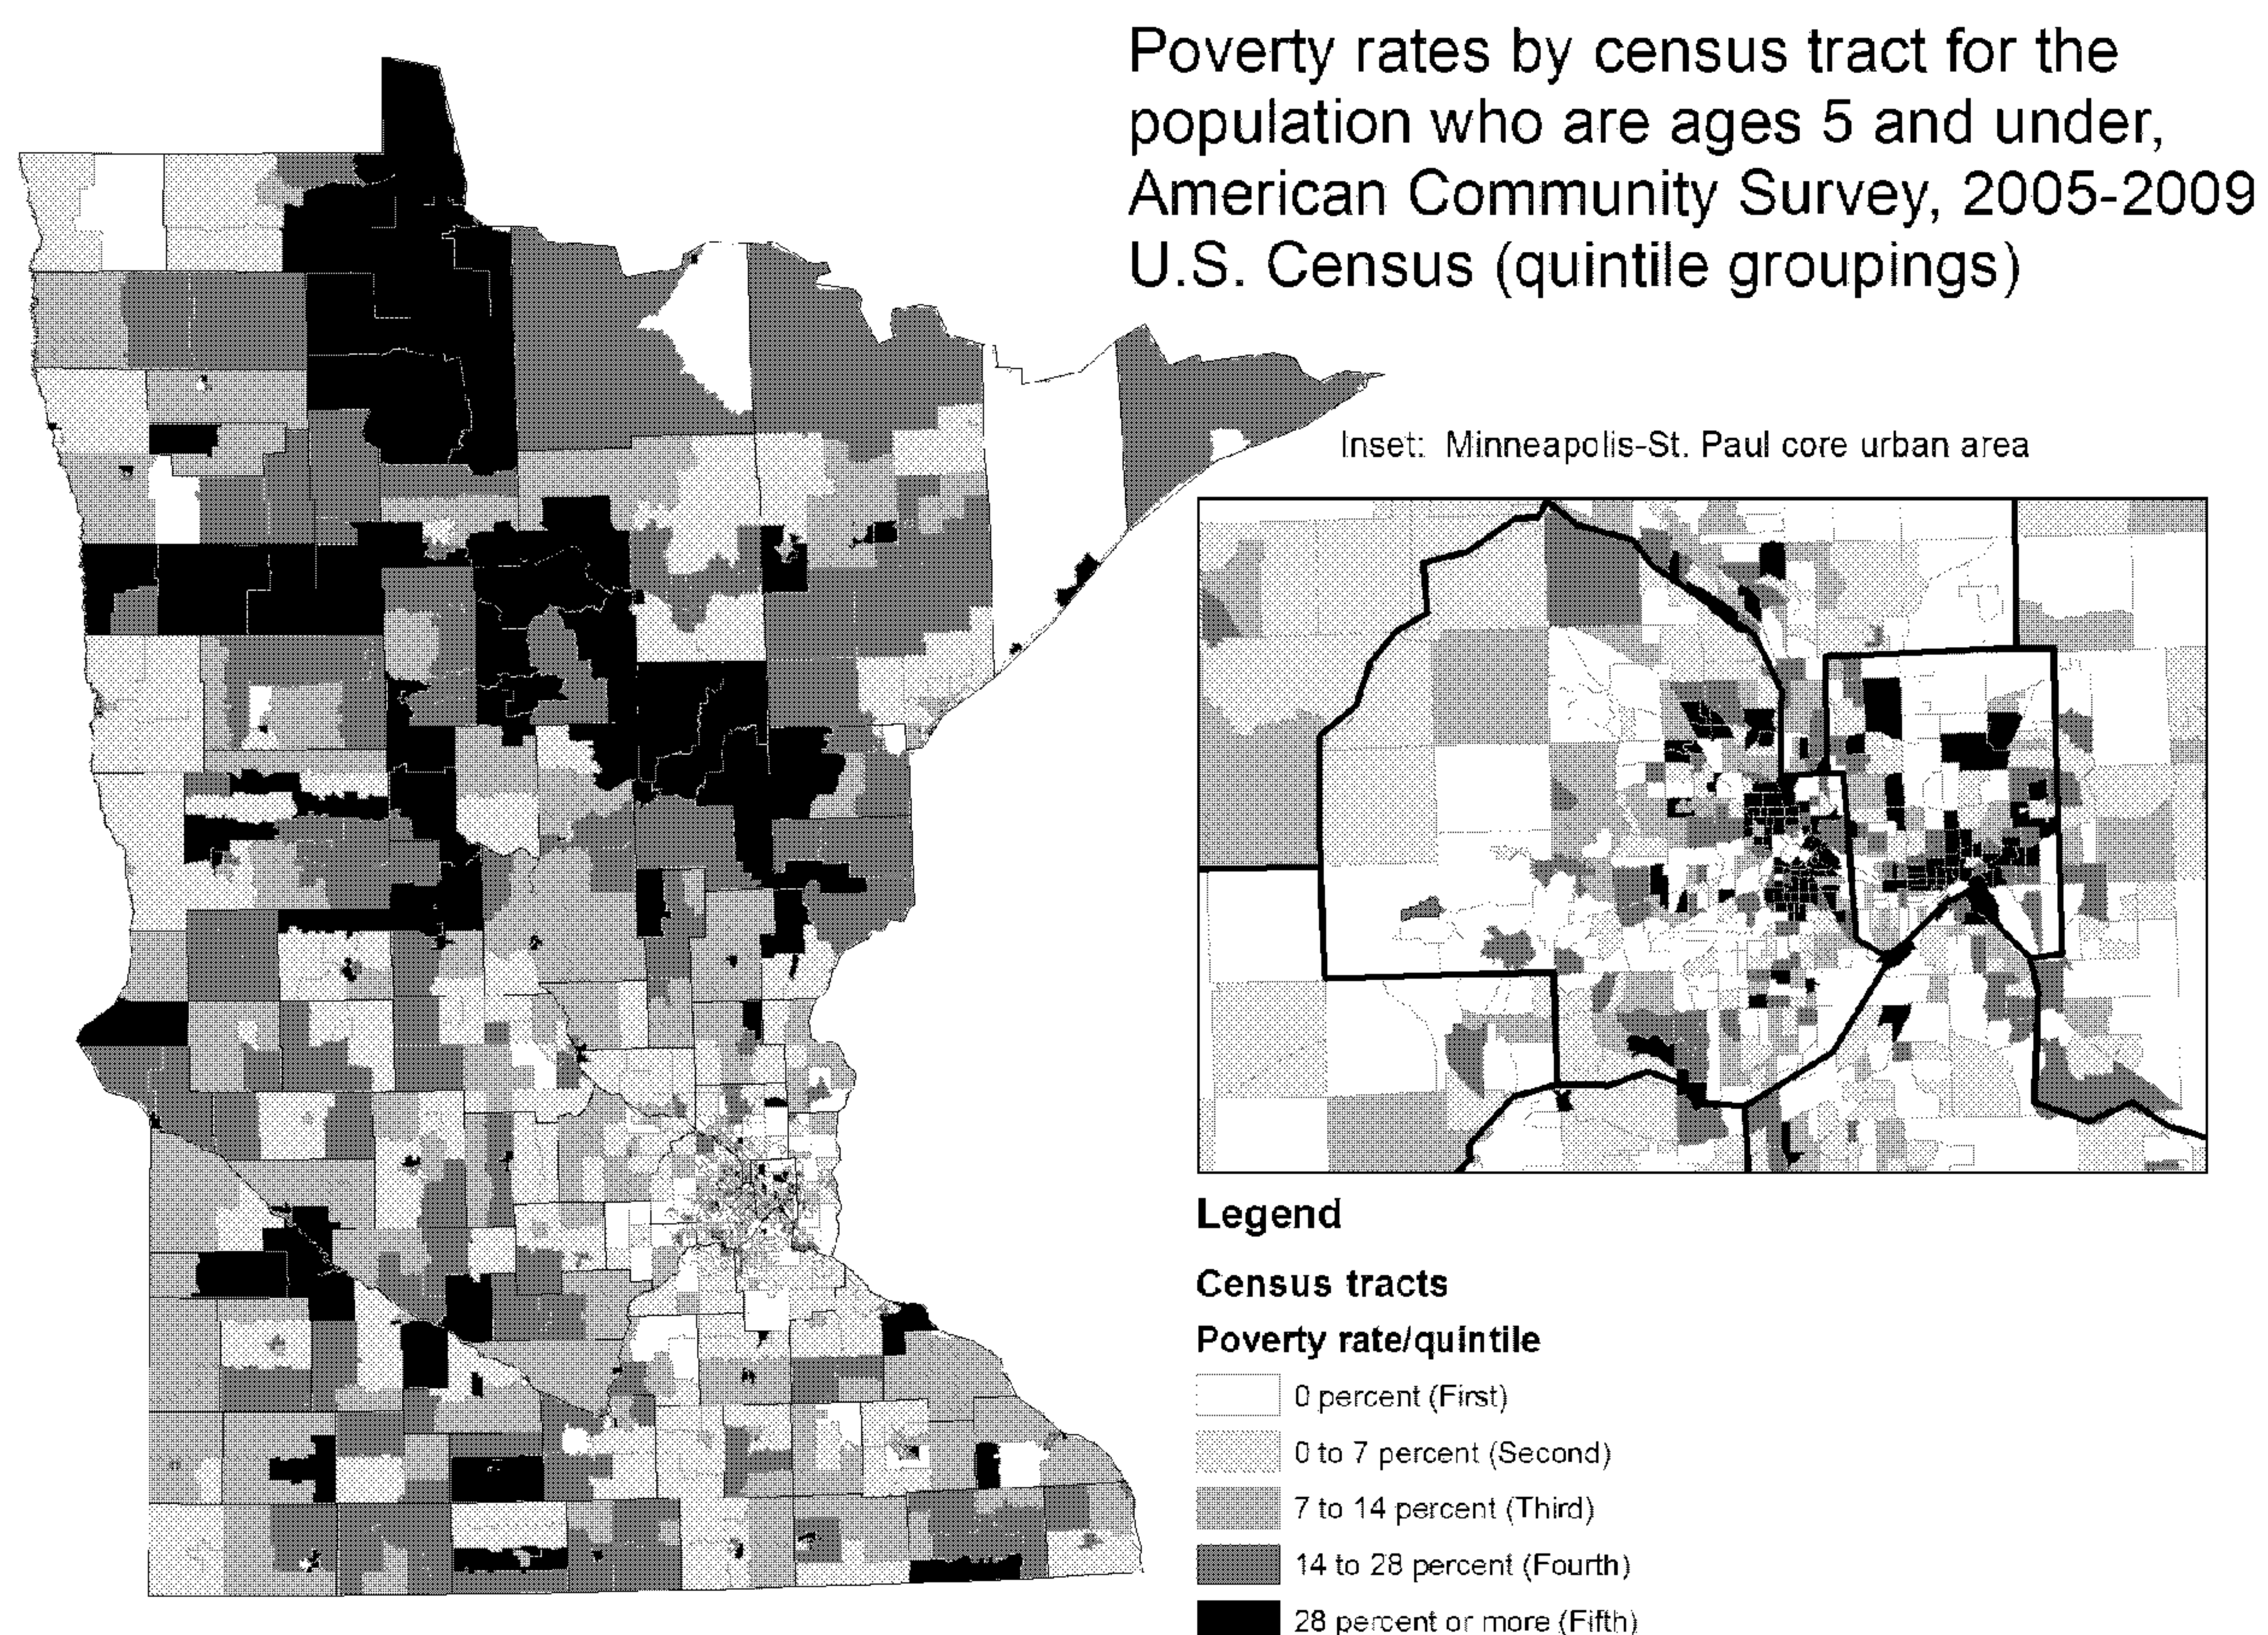 Poverty rates by census tract for the
population who are ages 5 and under,
American Community Survey, 2005-2009
U.S. Census (quintile groupings)
Inset: Minneapolis-St. Paul core urban area
Legend
Census tracts
Poverty rate/quintile
0 percent (First)
0 to 7 percent (Second)
7 to 14 percent (Third)
14 to 28 percent (Fourth)
28 percent or more (Fifth)